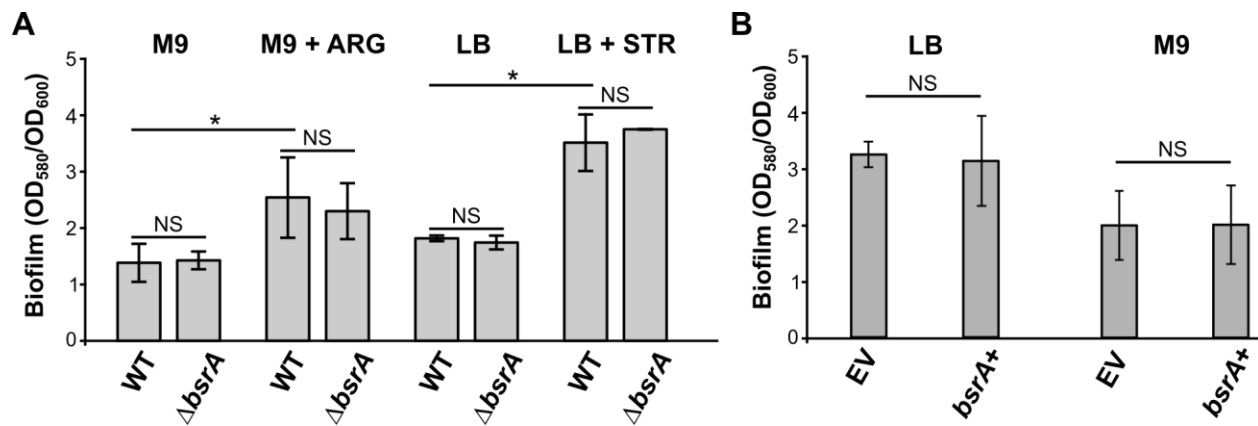 A
M9 M9 + ARG LB LB + STR
Biofilm (OD580/OD600)
5
4
3
2
1
0
*
*
NS
NS
NS
NS
WT
ΔbsrA
WT
ΔbsrA
WT
ΔbsrA
WT
ΔbsrA
B
LB M9
Biofilm (OD580/OD600)
5
4
3
2
1
0
NS
NS
EV
bsrA+
EV
bsrA+